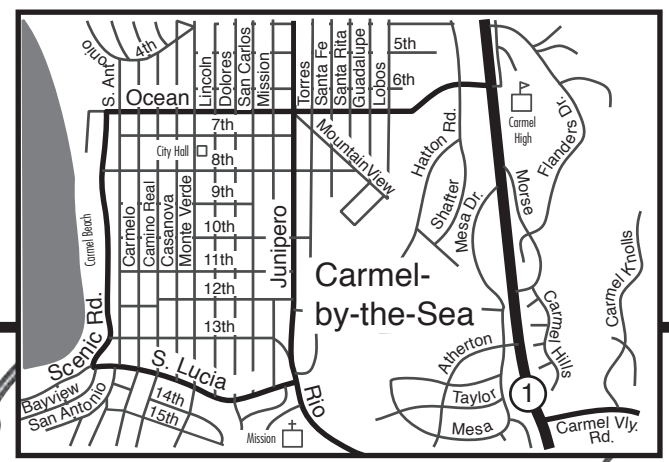 S. Ant
onio
4th
Lincoln
Dolores
San Carlos
Mission
Torres
Santa Fe
Santa Rita
Guadalupe
Lobos
5th
6th
Ocean
7th
City Hall
8th
MountainView
Hatton Rd.
Carmel
High
Flanders Dr.
Morse
Shafter
Mesa Dr.
Carmel Beach
Carmelo
Camino Real
Casanova
Monte Verde
9th
10th
11th
12th
13th
Junipero
Carmel-
by-the-Sea
Carmel Knolls
Carmel Hills
Scenic Rd.
S. Lucia
Rio
Atherton
Taylor
Mesa
1
Carmel Vly.
Rd.
Bayview
San Antonio
14th
15th
Mission